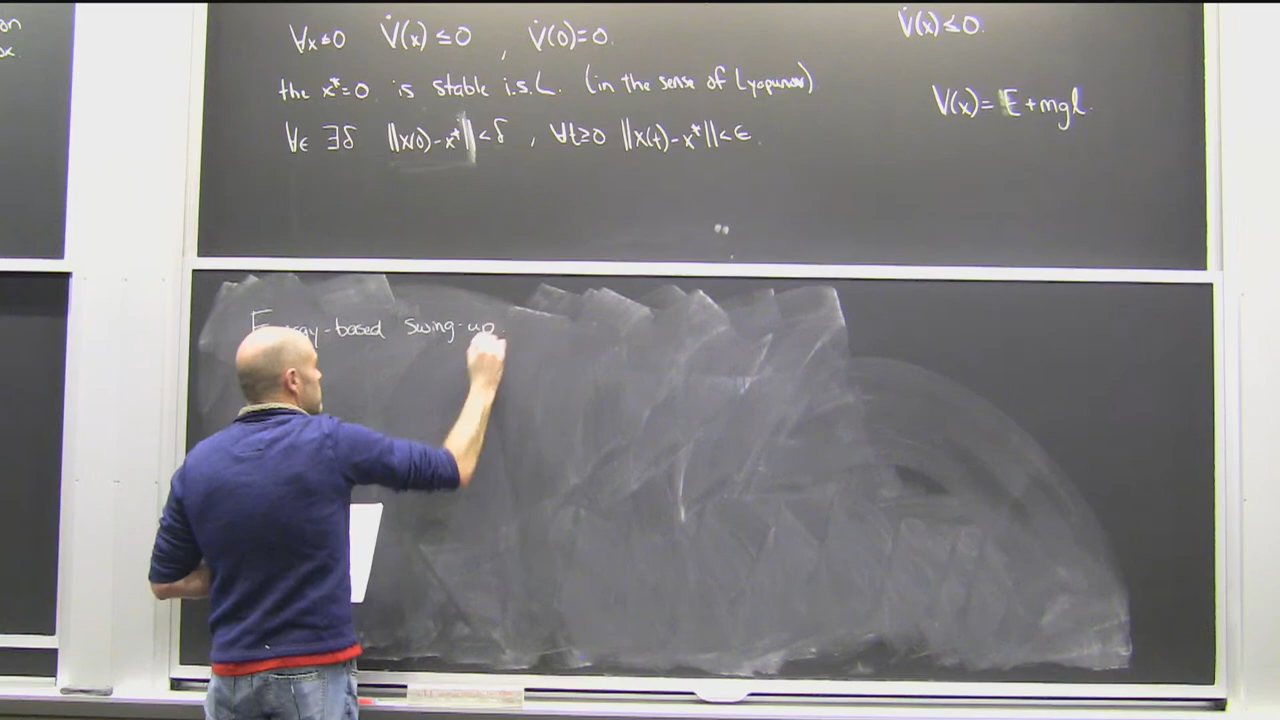 on
∀x≠0 V̇(x) ≤ 0 , V̇(0)=0.
the x*=0 is stable i.s.L. (in the sense of Lyapunov)
∀ϵ ∃δ ||x(0)-x*||<δ , ∀t≥0 ||x(t)-x*||<ϵ
V̇(x)≤0.
V(x)= E+mgl.
Energy-based swing-up